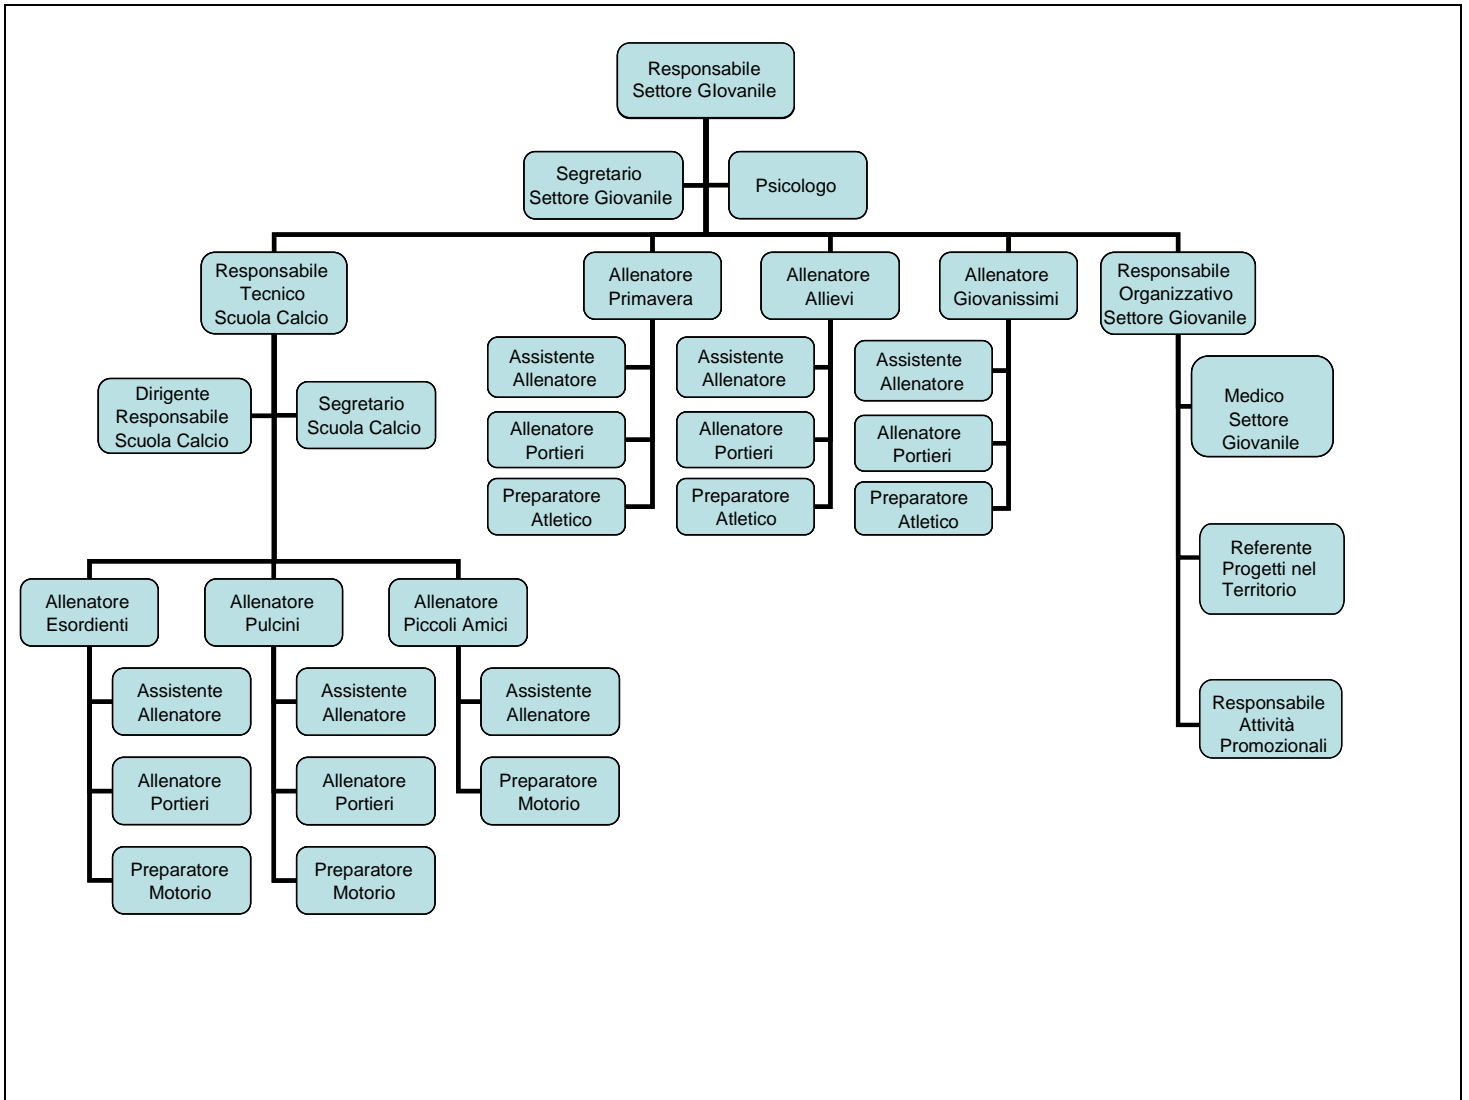 Responsabile
Settore GIovanile
Segretario
Settore Giovanile
Psicologo
Responsabile
Tecnico
Scuola Calcio
Allenatore
Primavera
Allenatore
Allievi
Allenatore
Giovanissimi
Responsabile
Organizzativo
Settore Giovanile
Assistente
Allenatore
Allenatore
Portieri
Preparatore
Atletico
Assistente
Allenatore
Allenatore
Portieri
Preparatore
Atletico
Assistente
Allenatore
Allenatore
Portieri
Preparatore
Atletico
Medico
Settore
Giovanile
Referente
Progetti nel
Territorio
Responsabile
Attività
Promozionali
Dirigente
Responsabile
Scuola Calcio
Segretario
Scuola Calcio
Allenatore
Esordienti
Allenatore
Pulcini
Allenatore
Piccoli Amici
Assistente
Allenatore
Allenatore
Portieri
Preparatore
Motorio
Assistente
Allenatore
Allenatore
Portieri
Preparatore
Motorio
Assistente
Allenatore
Preparatore
Motorio